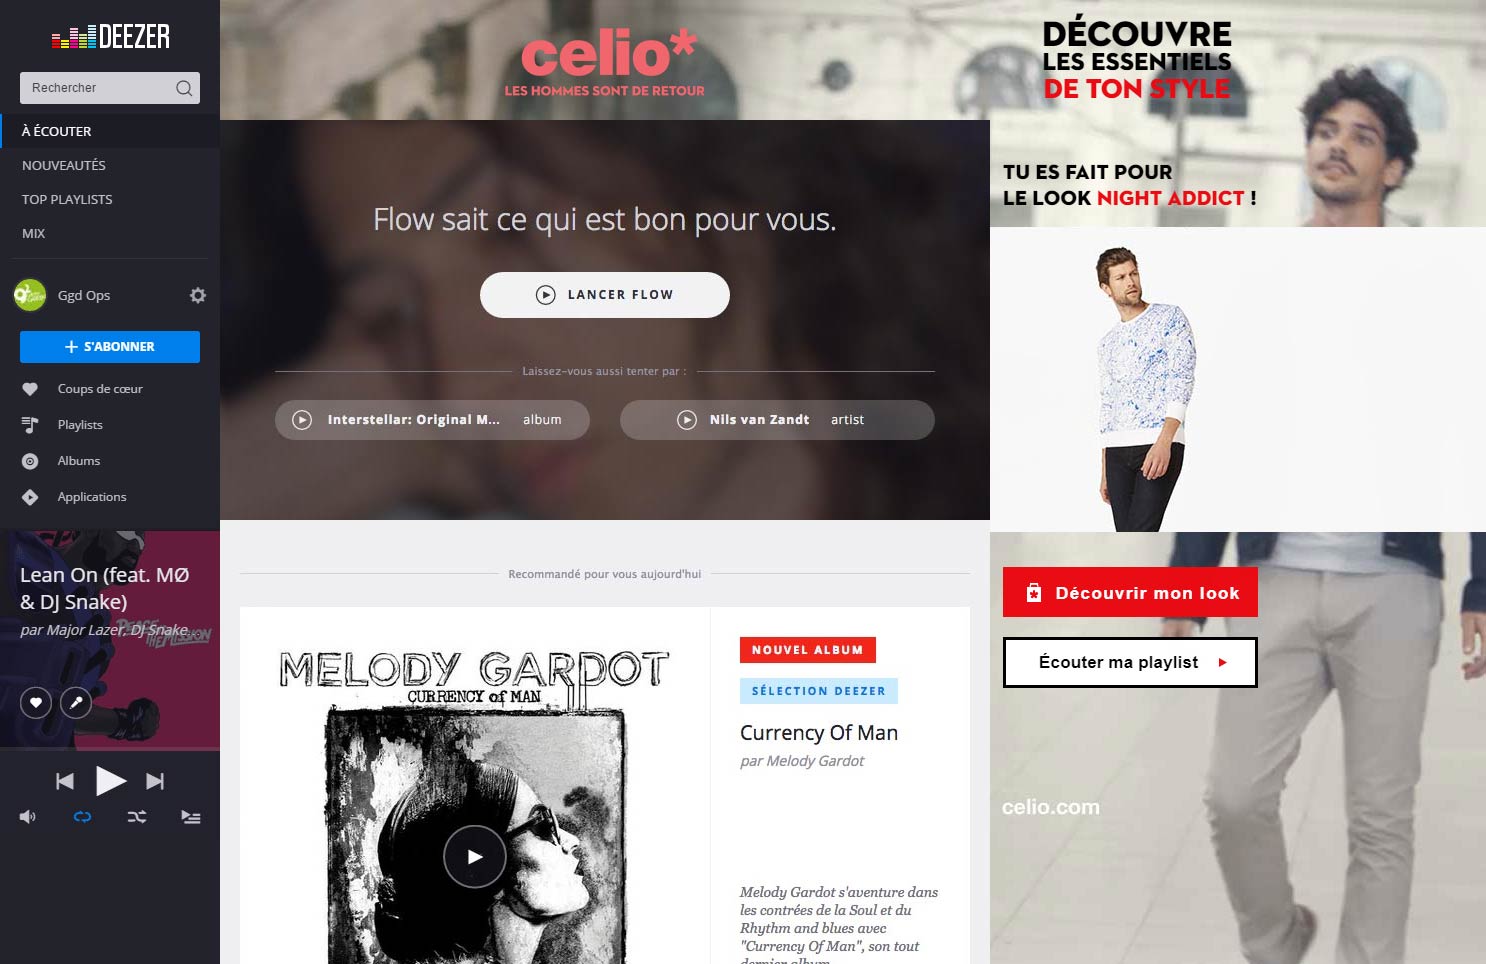 DEEZER
Rechercher
À ÉCOUTER
NOUVEAUTÉS
TOP PLAYLISTS
MIX
Ggd Ops
S'ABONNER
Coups de cœur
Playlists
Albums
Applications
Lean On (feat. MØ
& DJ Snake)
par Major Lazer, DJ Snake...
PEACE
THE MISSION
celio*
LES HOMMES SONT DE RETOUR
DÉCOUVRE
LES ESSENTIELS
DE TON STYLE
TU ES FAIT POUR
LE LOOK NIGHT ADDICT !
Flow sait ce qui est bon pour vous.
LANCER FLOW
Laissez-vous aussi tenter par :
Interstellar: Original M... album
Nils van Zandt artist
Recommandé pour vous aujourd'hui
MELODY GARDOT
CURRENCY of MAN
NOUVEL ALBUM
SÉLECTION DEEZER
Currency Of Man
par Melody Gardot
Melody Gardot s'aventure dans
les contrées de la Soul et du
Rhythm and blues avec
"Currency Of Man", son tout
dernier album
Découvrir mon look
Écouter ma playlist
celio.com